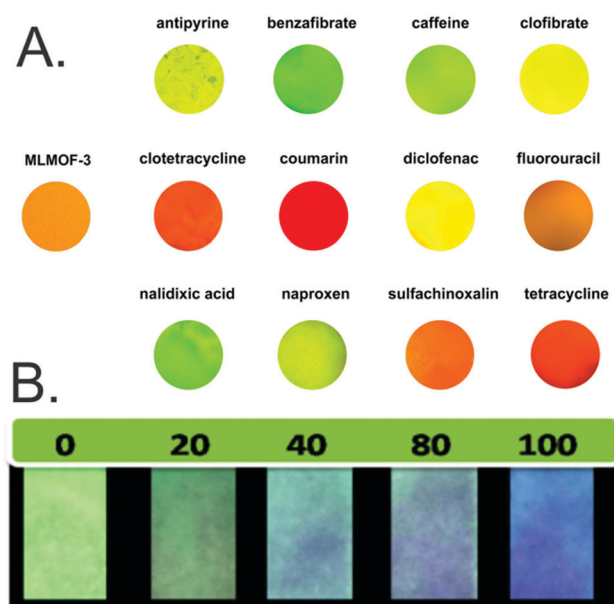 A.
antipyrine benzafibrate caffeine clofibrate
MLMOF-3 clotetracycline coumarin diclofenac fluorouracil
nalidixic acid naproxen sulfachinoxalin tetracycline
B.
0 20 40 80 100